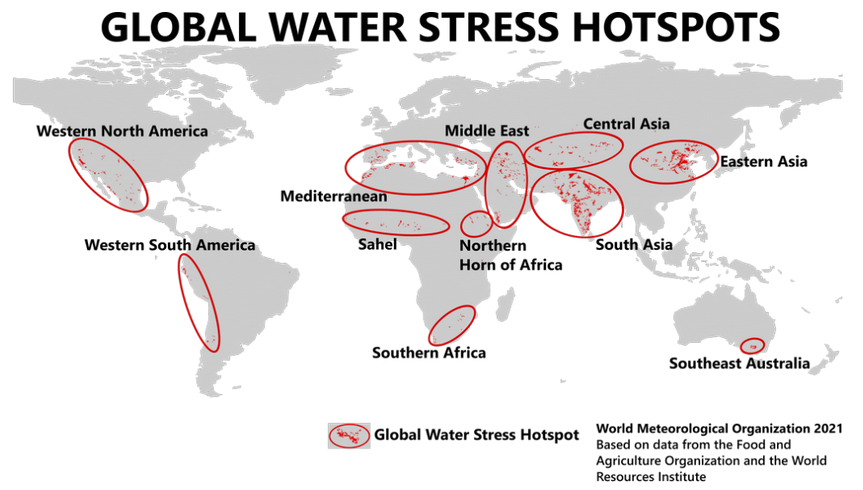 GLOBAL WATER STRESS HOTSPOTS
Western North America
Middle East
Central Asia
Eastern Asia
Mediterranean
Western South America
Sahel
Northern
Horn of Africa
South Asia
Southern Africa
Southeast Australia
Global Water Stress Hotspot
World Meteorological Organization 2021
Based on data from the Food and
Agriculture Organization and the World
Resources Institute